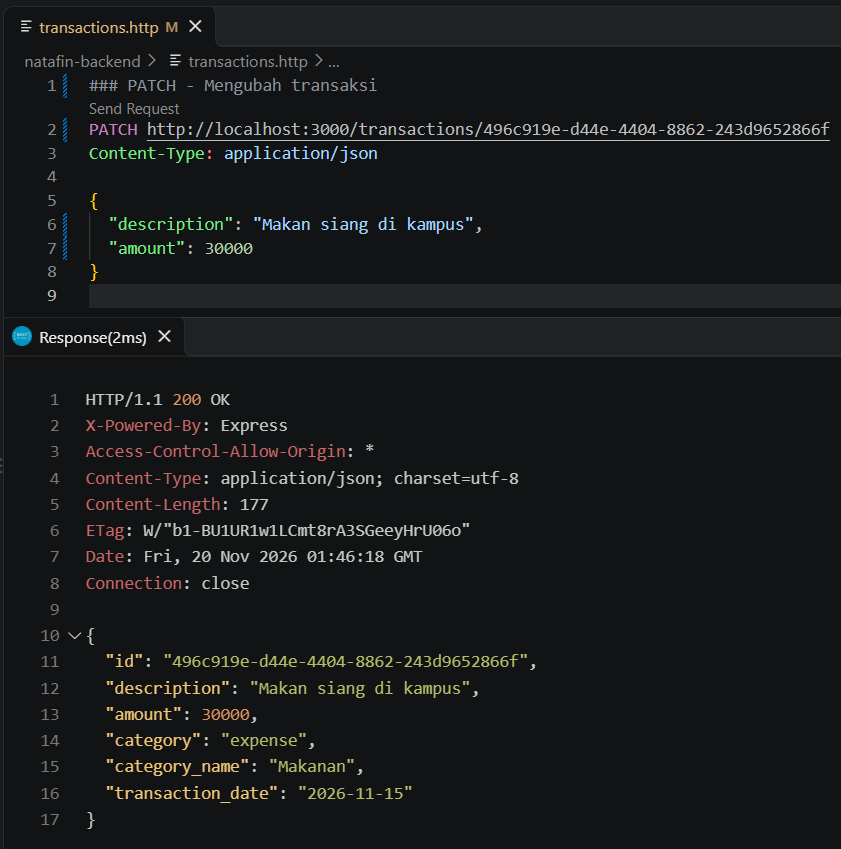 transactions.http M
natafin-backend > transactions.http > ...
1 ### PATCH - Mengubah transaksi
Send Request
2 PATCH http://localhost:3000/transactions/496c919e-d44e-4404-8862-243d9652866f
3 Content-Type: application/json
4
5 {
6 "description": "Makan siang di kampus",
7 "amount": 30000
8 }
9
Response(2ms)
1 HTTP/1.1 200 OK
2 X-Powered-By: Express
3 Access-Control-Allow-Origin: *
4 Content-Type: application/json; charset=utf-8
5 Content-Length: 177
6 ETag: W/"b1-BU1UR1w1LCmt8rA3SGeeyHrU06o"
7 Date: Fri, 20 Nov 2026 01:46:18 GMT
8 Connection: close
9
10 {
11 "id": "496c919e-d44e-4404-8862-243d9652866f",
12 "description": "Makan siang di kampus",
13 "amount": 30000,
14 "category": "expense",
15 "category_name": "Makanan",
16 "transaction_date": "2026-11-15"
17 }